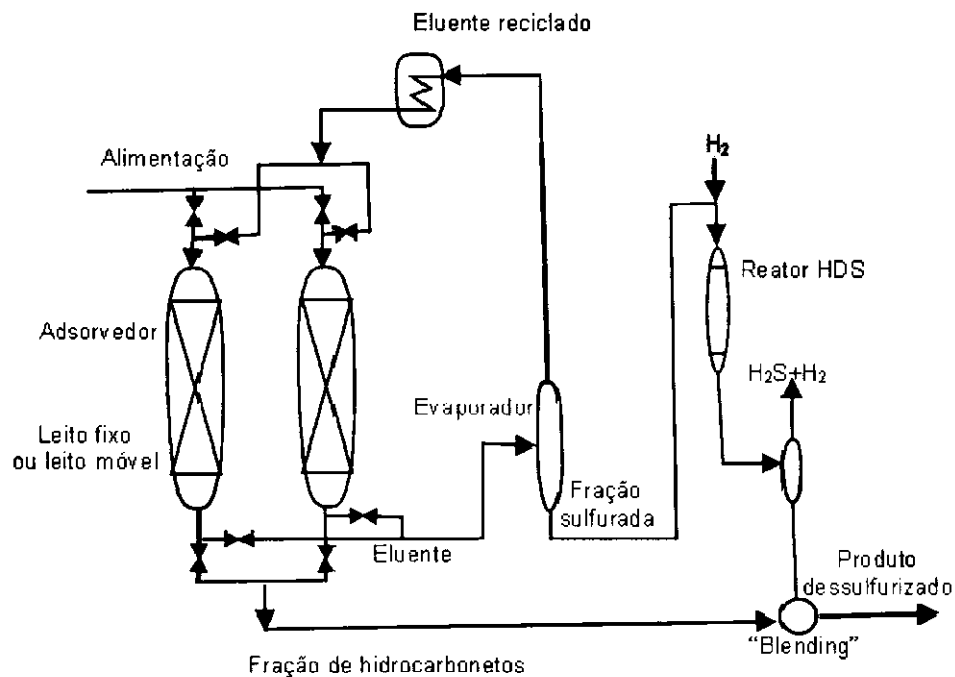 Eluente reciclado
Alimentação
H₂
Reator HDS
Adsorvedor
H₂S+H₂
Evaporador
Leito fixo
ou leito móvel
Fração
sulfurada
Eluente
Produto
dessulfurizado
"Blending"
Fração de hidrocarbonetos